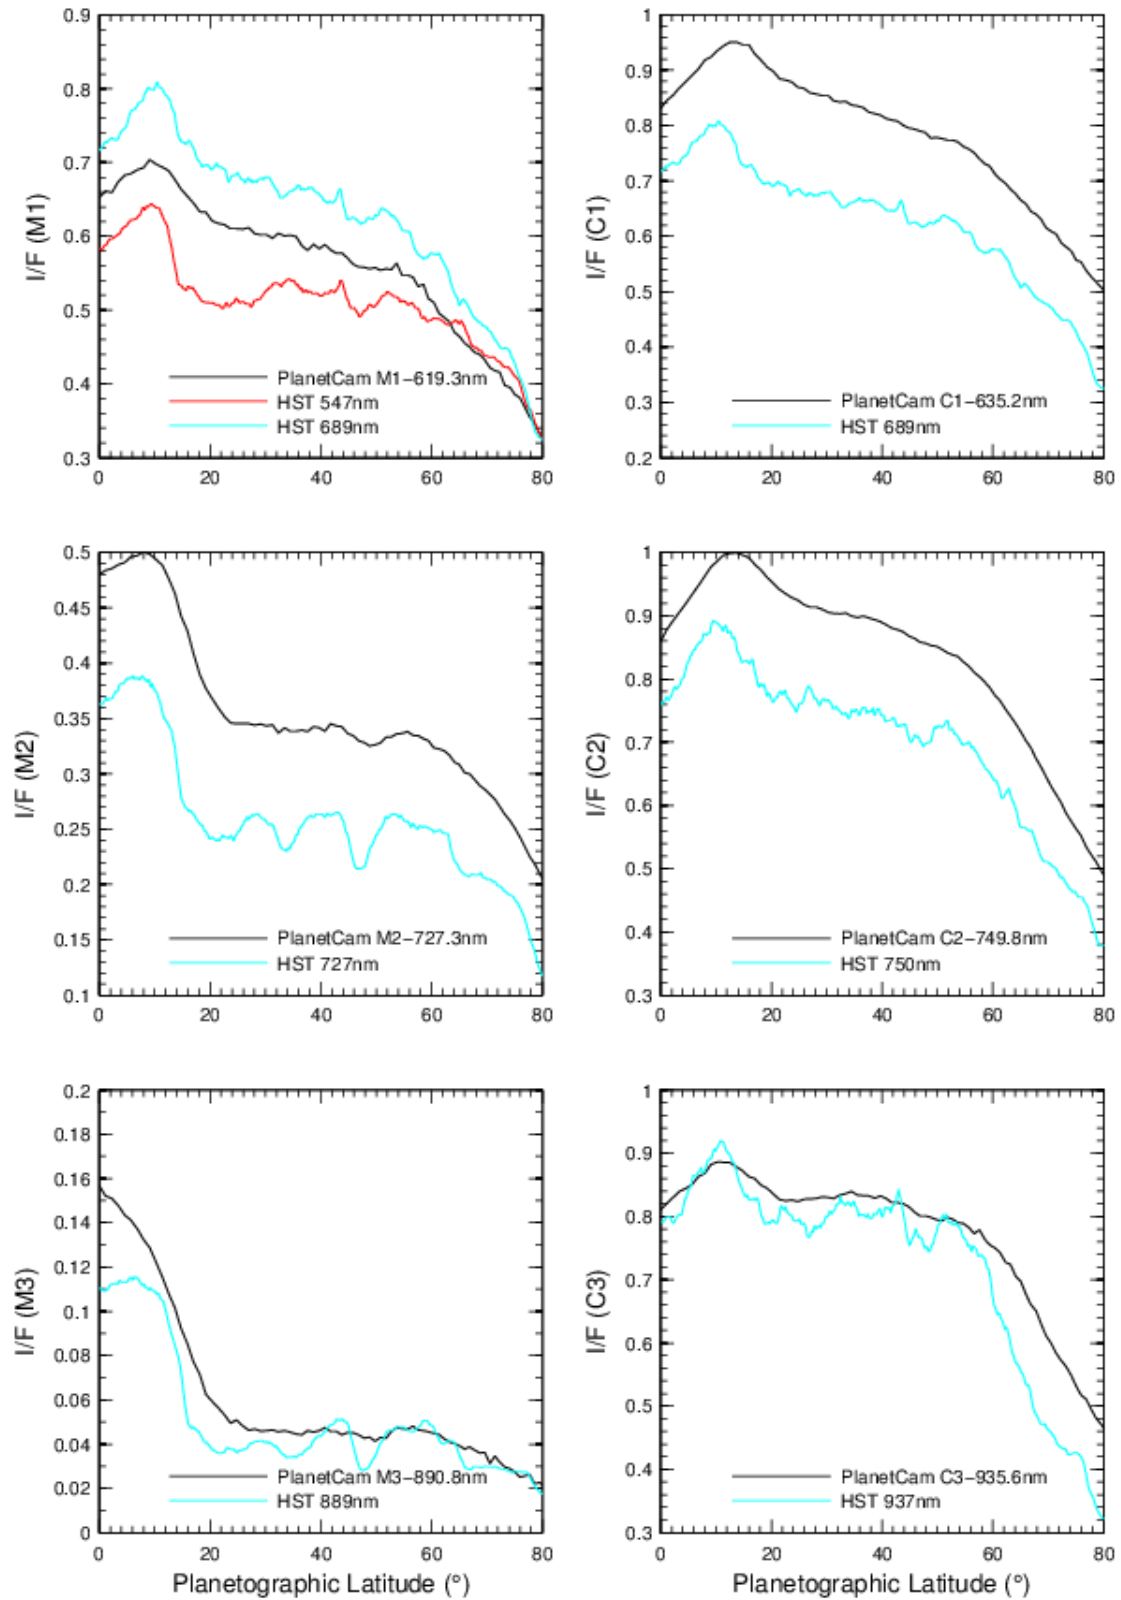 0.9
0.8
0.7
0.6
0.5
0.4
0.3
I/F (M1)
PlanetCam M1−619.3nm
HST 547nm
HST 689nm
0 20 40 60 80
1
0.9
0.8
0.7
0.6
0.5
0.4
0.3
0.2
I/F (C1)
PlanetCam C1−635.2nm
HST 689nm
0 20 40 60 80
0.5
0.45
0.4
0.35
0.3
0.25
0.2
0.15
0.1
I/F (M2)
PlanetCam M2−727.3nm
HST 727nm
0 20 40 60 80
1
0.9
0.8
0.7
0.6
0.5
0.4
0.3
I/F (C2)
PlanetCam C2−749.8nm
HST 750nm
0 20 40 60 80
0.2
0.18
0.16
0.14
0.12
0.1
0.08
0.06
0.04
0.02
0
I/F (M3)
PlanetCam M3−890.8nm
HST 889nm
0 20 40 60 80
Planetographic Latitude (°)
1
0.9
0.8
0.7
0.6
0.5
0.4
0.3
I/F (C3)
PlanetCam C3−935.6nm
HST 937nm
0 20 40 60 80
Planetographic Latitude (°)